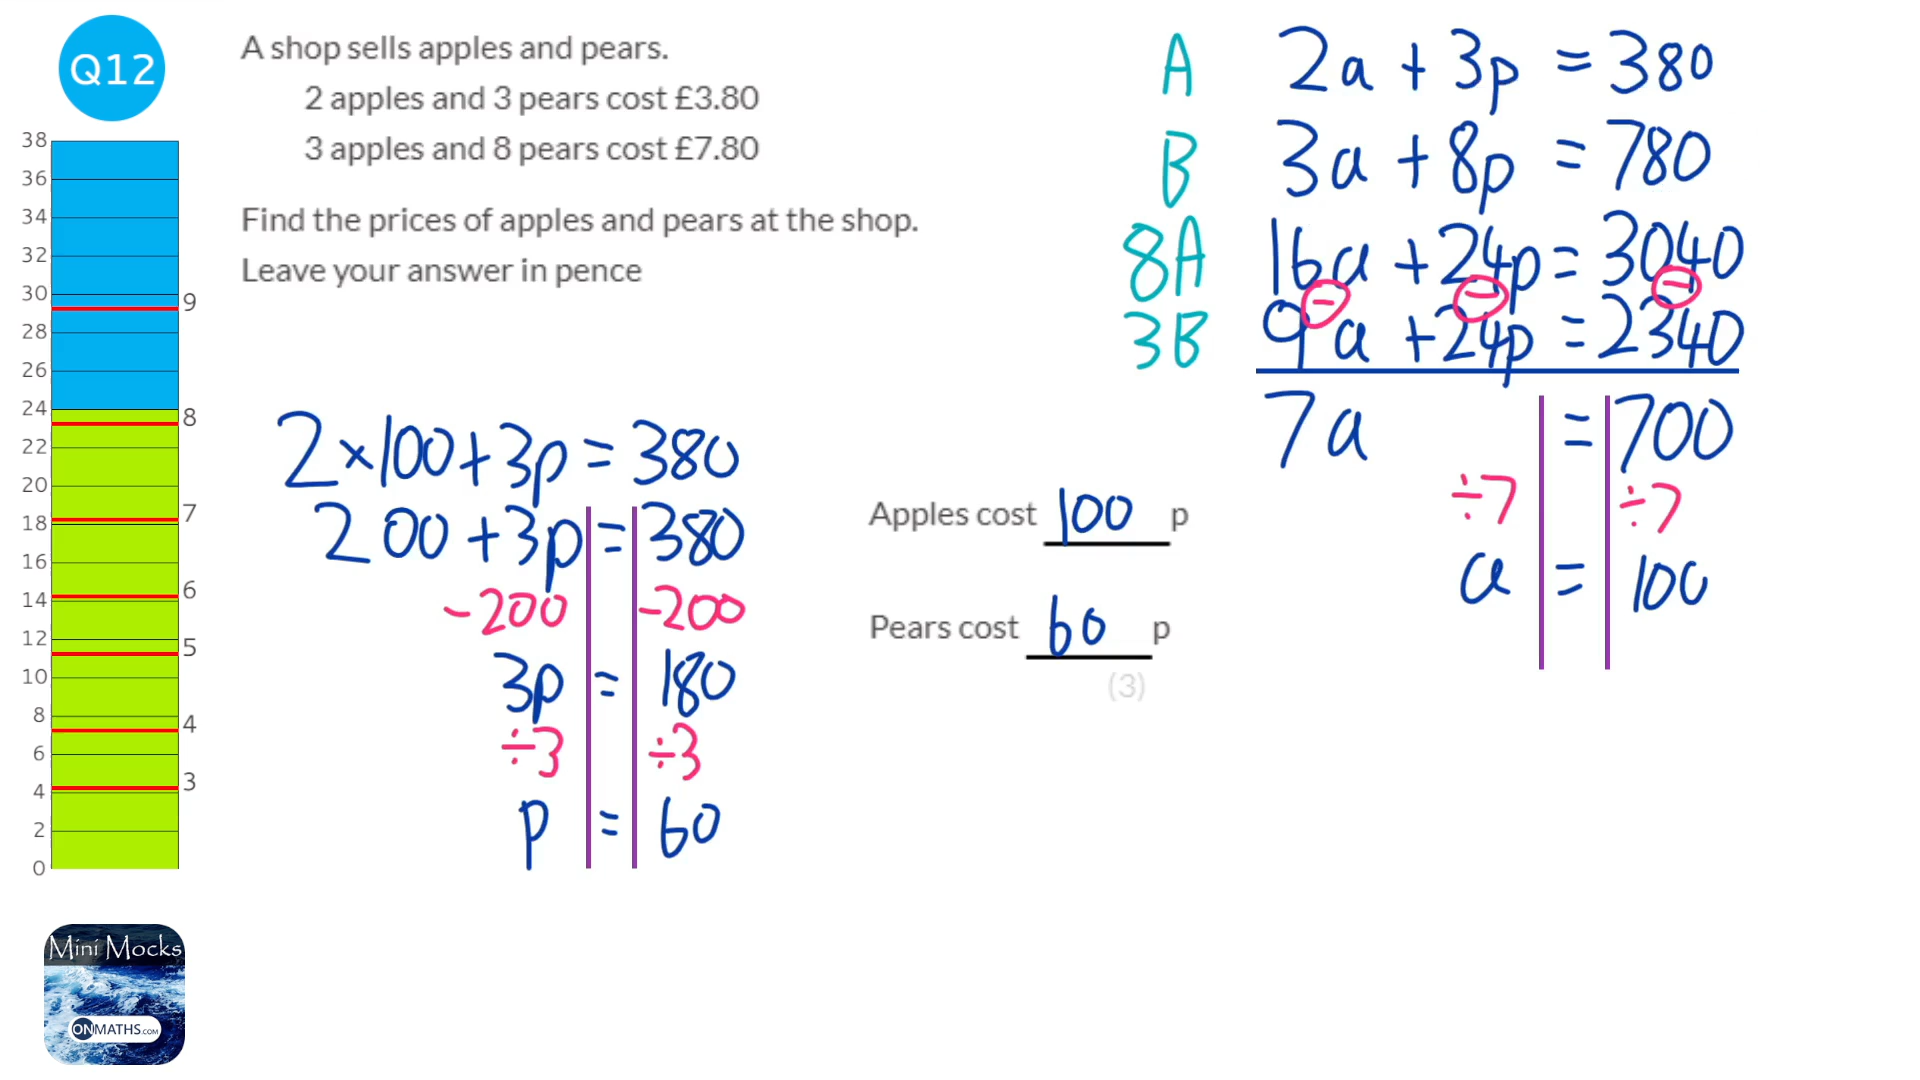 Q12
A shop sells apples and pears.
2 apples and 3 pears cost £3.80
3 apples and 8 pears cost £7.80
Find the prices of apples and pears at the shop.
Leave your answer in pence
A 2a + 3p = 380
B 3a + 8p = 780
8A 16a + 24p = 3040
− − −
3B 9a + 24p = 2340
7a = 700
÷7 ÷7
a = 100
2×100 + 3p = 380
200 + 3p = 380
-200 -200
3p = 180
÷3 ÷3
p = 60
Apples cost 100 p
Pears cost 60 p
(3)
38
36
34
32
30
9
28
26
24
8
22
20
7
18
16
6
14
12
5
10
8
4
6
3
4
2
0
Mini Mocks
ONMATHS.COM